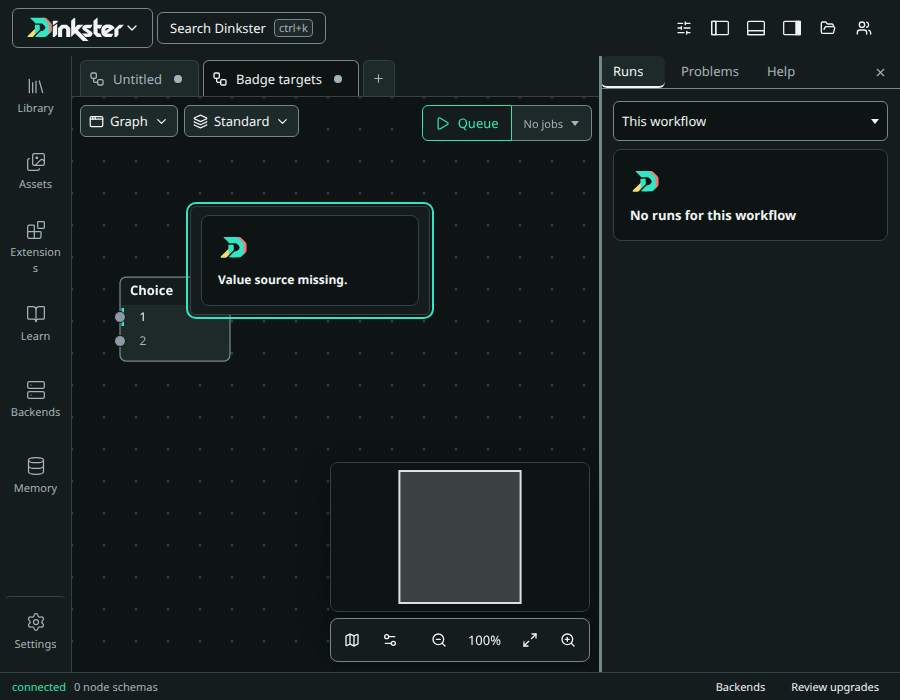 Dinkster
Search Dinkster ctrl+k
Library
Assets
Extension
s
Learn
Backends
Memory
Settings
Untitled
Badge targets
+
Graph
Standard
Queue
No jobs
Value source missing.
Choice
1
2
100%
Runs
Problems
Help
This workflow
No runs for this workflow
connected
0 node schemas
Backends
Review upgrades